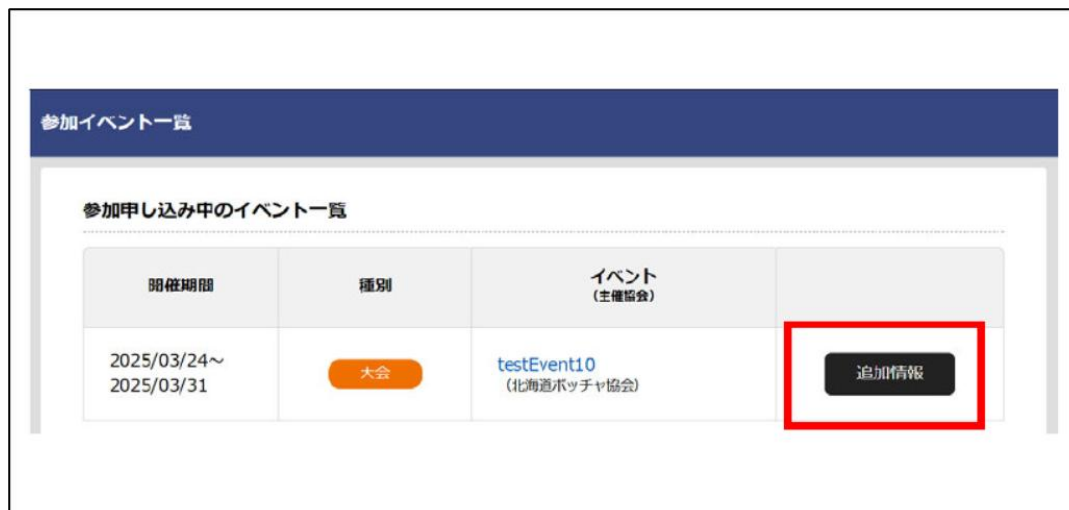 参加イベント一覧
参加申し込み中のイベント一覧
開催期間
種別
イベント
（主催協会）
2025/03/24～
2025/03/31
大会
testEvent10
（北海道ボッチャ協会）
追加情報